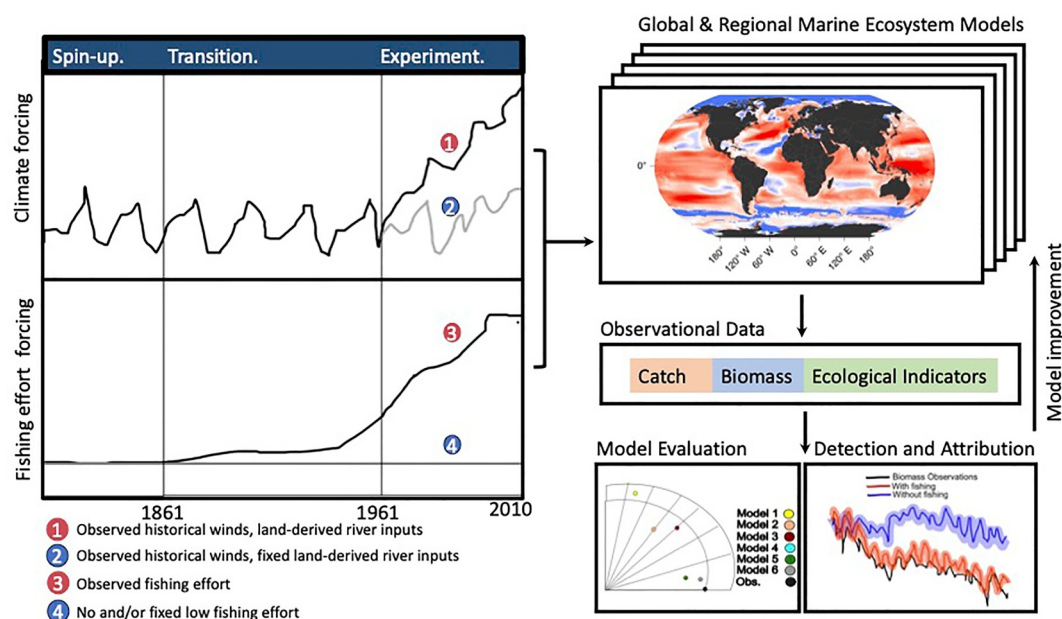 Global & Regional Marine Ecosystem Models
Spin-up. Transition. Experiment.
Climate forcing
1
2
Fishing effort forcing
3
4
1861 1961 2010
1 Observed historical winds, land-derived river inputs
2 Observed historical winds, fixed land-derived river inputs
3 Observed fishing effort
4 No and/or fixed low fishing effort
0°
180° 120° W 60° W 0° 60° E 120° E 180°
Observational Data
Catch Biomass Ecological Indicators
Model improvement
Model Evaluation
Model 1
Model 2
Model 3
Model 4
Model 5
Model 6
Obs.
Detection and Attribution
Biomass Observations
With fishing
Without fishing